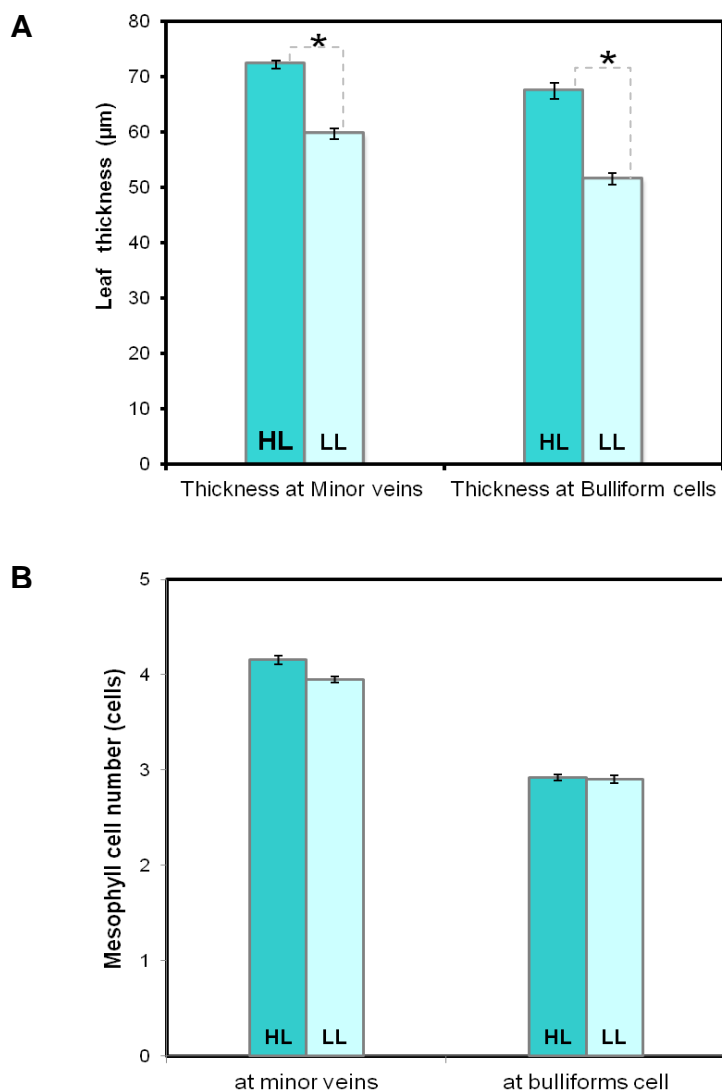 A
Leaf thickness (µm)
80
70
60
50
40
30
20
10
0
*
*
HL
LL
HL
LL
Thickness at Minor veins
Thickness at Bulliform cells
B
Mesophyll cell number (cells)
5
4
3
2
1
0
HL
LL
HL
LL
at minor veins
at bulliforms cell